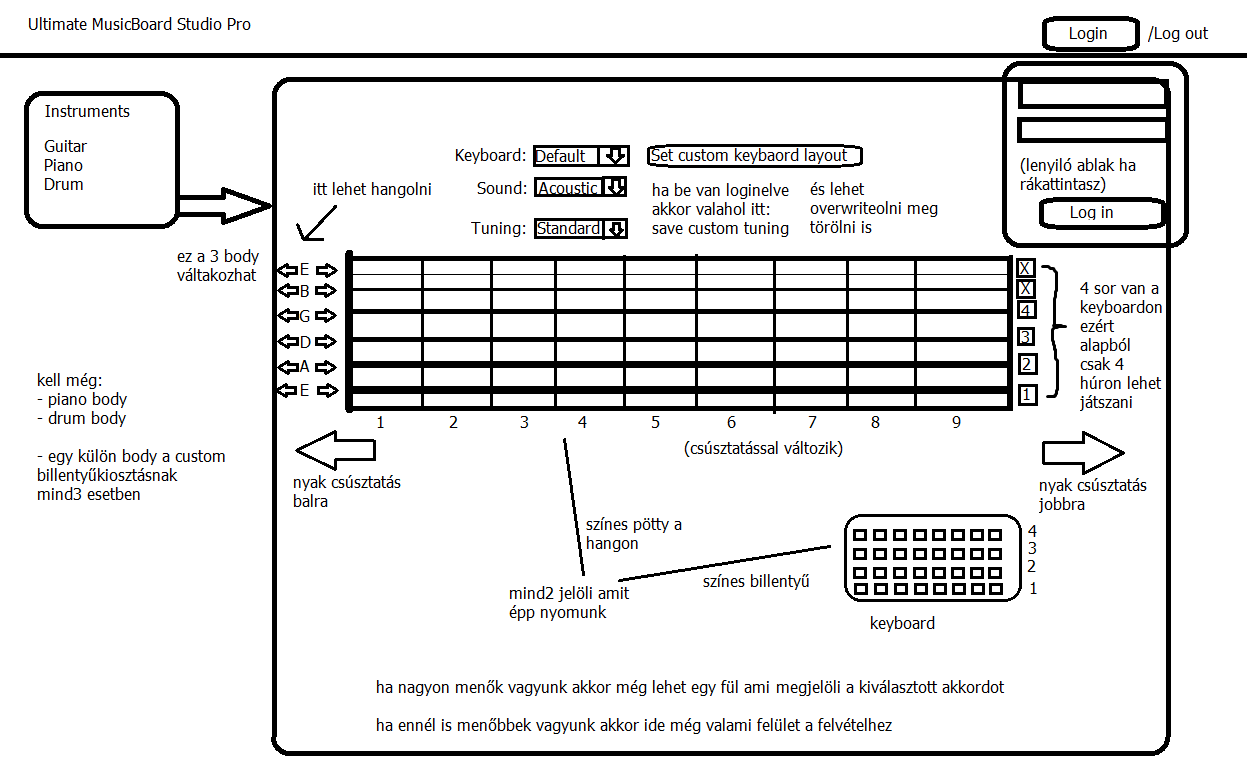 Ultimate MusicBoard Studio Pro
Login /Log out
Instruments
Guitar
Piano
Drum
ez a 3 body
váltakozhat
kell még:
- piano body
- drum body
- egy külön body a custom
billentyűkiosztásnak
mind3 esetben
itt lehet hangolni
Keyboard: Default
Set custom keybaord layout
Sound: Acoustic
Tuning: Standard
ha be van loginelve
akkor valahol itt:
save custom tuning
és lehet
overwriteolni meg
törölni is
(lenyiló ablak ha
rákattintasz)
Log in
E
B
G
D
A
E
X
X
4
3
2
1
4 sor van a
keyboardon
ezért
alapból
csak 4
húron lehet
játszani
1 2 3 4 5 6 7 8 9
(csúsztatással változik)
nyak csúsztatás
balra
nyak csúsztatás
jobbra
színes pötty a
hangon
színes billentyű
mind2 jelöli amit
épp nyomunk
4
3
2
1
keyboard
ha nagyon menők vagyunk akkor még lehet egy fül ami megjelöli a kiválasztott akkordot
ha ennél is menőbbek vagyunk akkor ide még valami felület a felvételhez